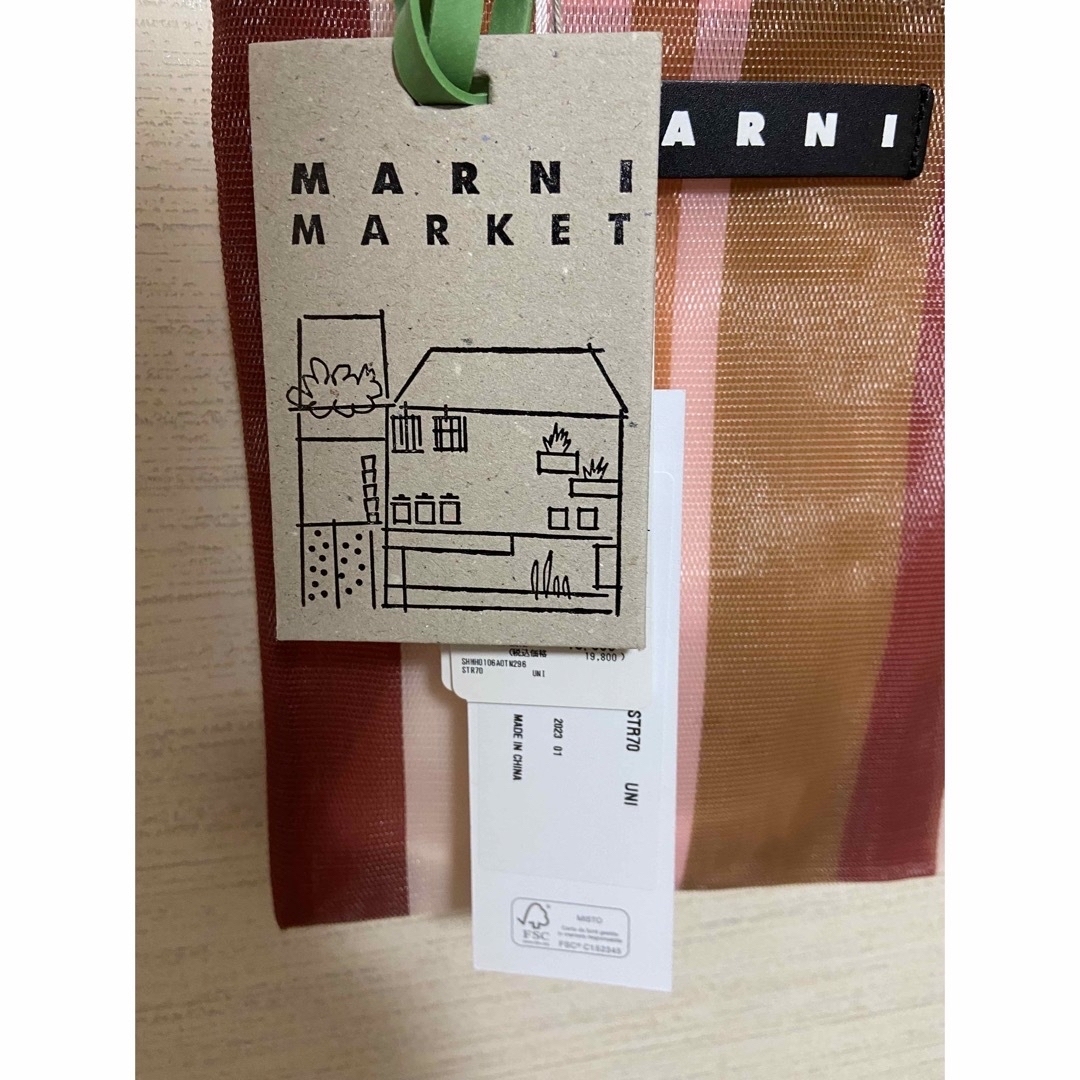 MARNI
MARKET
ARNI
(税込価格 19,800)
SHMH0106A0TN296
STR70 UNI
STR70 UNI
2023 01
MADE IN CHINA
FSC
MISTO
FSC® C152345